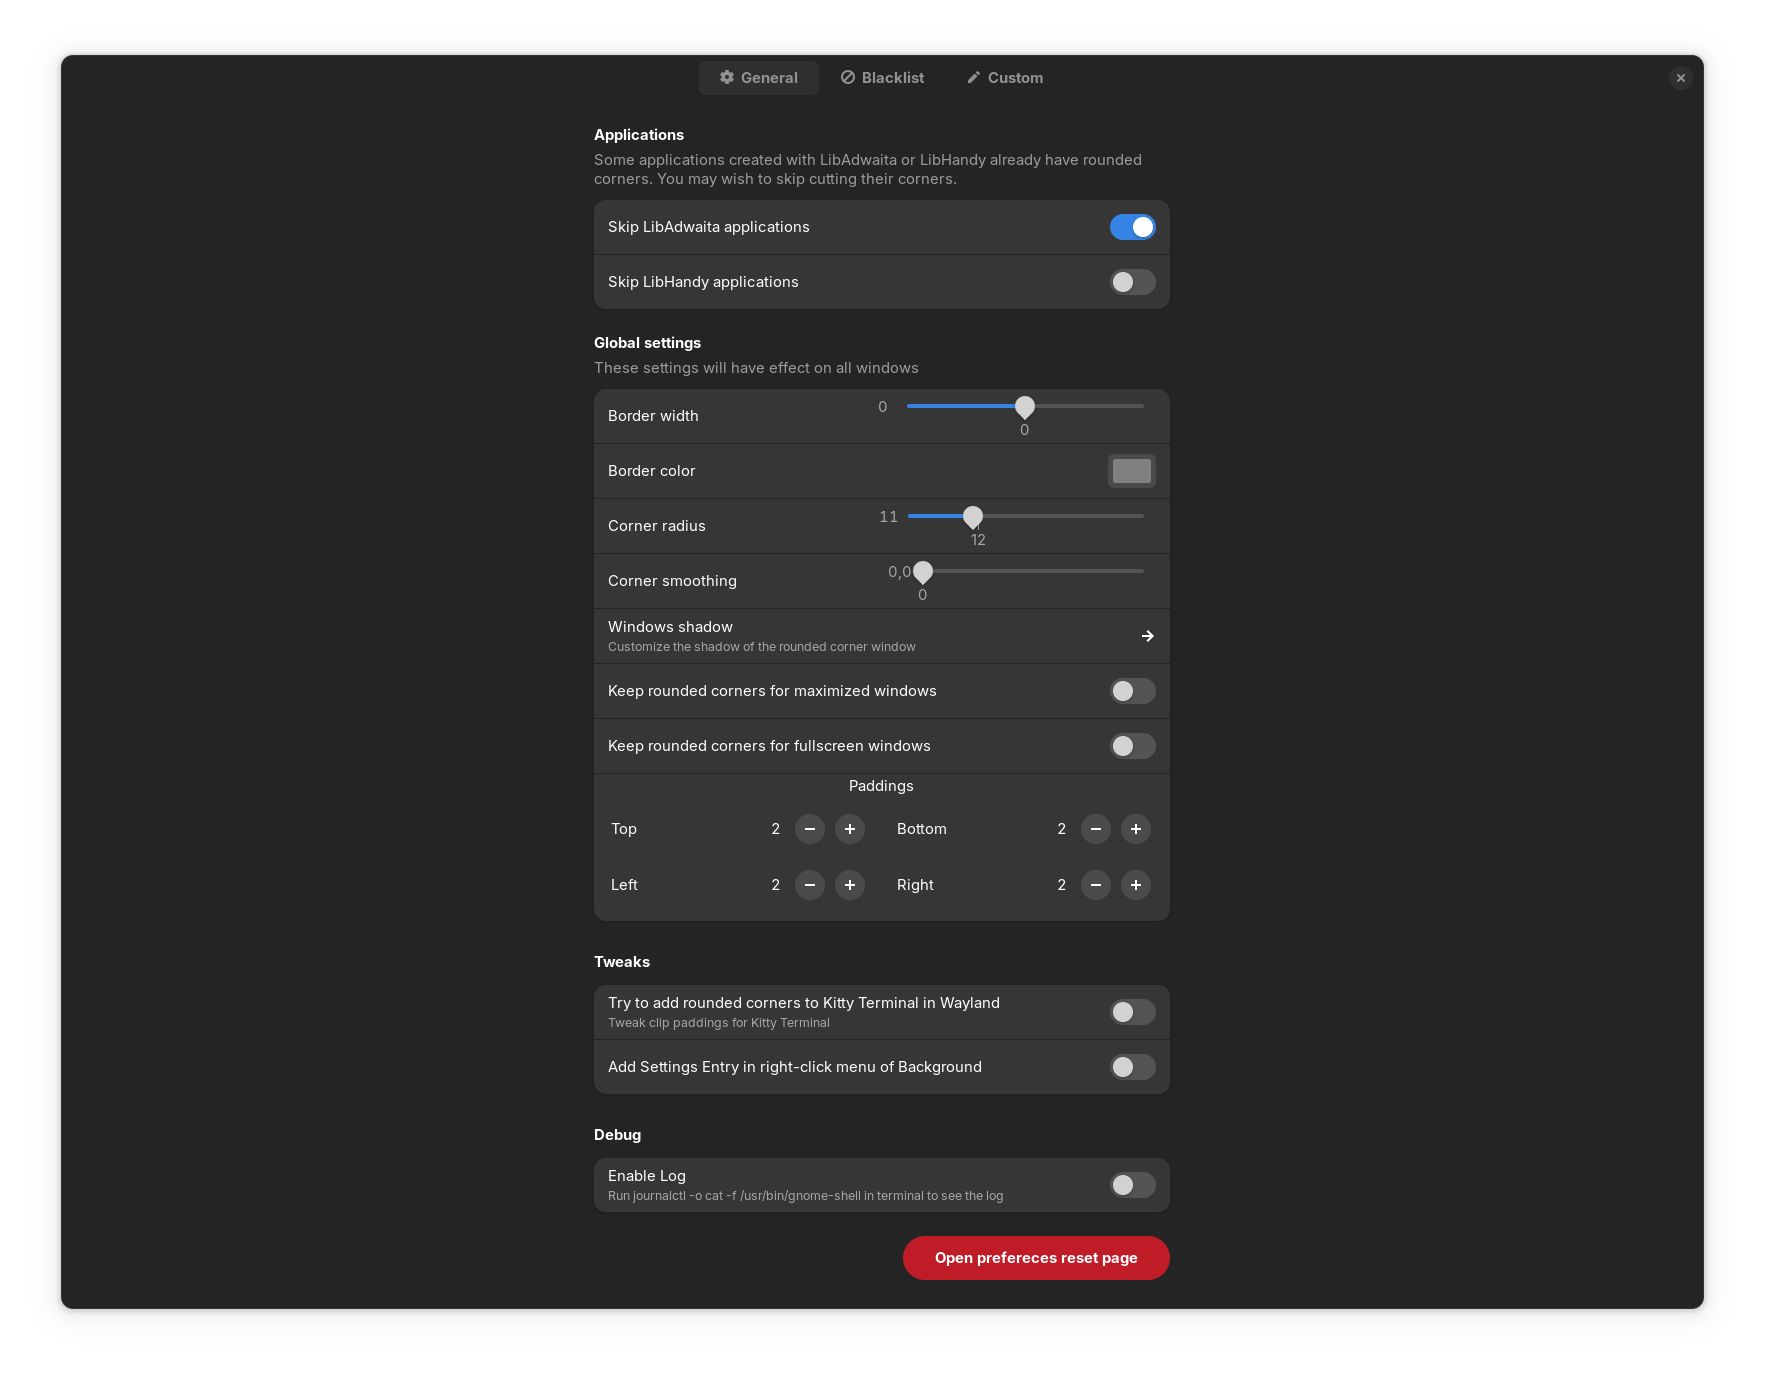 General
Blacklist
Custom
Applications
Some applications created with LibAdwaita or LibHandy already have rounded
corners. You may wish to skip cutting their corners.
Skip LibAdwaita applications
Skip LibHandy applications
Global settings
These settings will have effect on all windows
Border width
0
0
Border color
Corner radius
11
12
Corner smoothing
0,0
0
Windows shadow
Customize the shadow of the rounded corner window
Keep rounded corners for maximized windows
Keep rounded corners for fullscreen windows
Paddings
Top 2 − +
Bottom 2 − +
Left 2 − +
Right 2 − +
Tweaks
Try to add rounded corners to Kitty Terminal in Wayland
Tweak clip paddings for Kitty Terminal
Add Settings Entry in right-click menu of Background
Debug
Enable Log
Run journalctl -o cat -f /usr/bin/gnome-shell in terminal to see the log
Open prefereces reset page